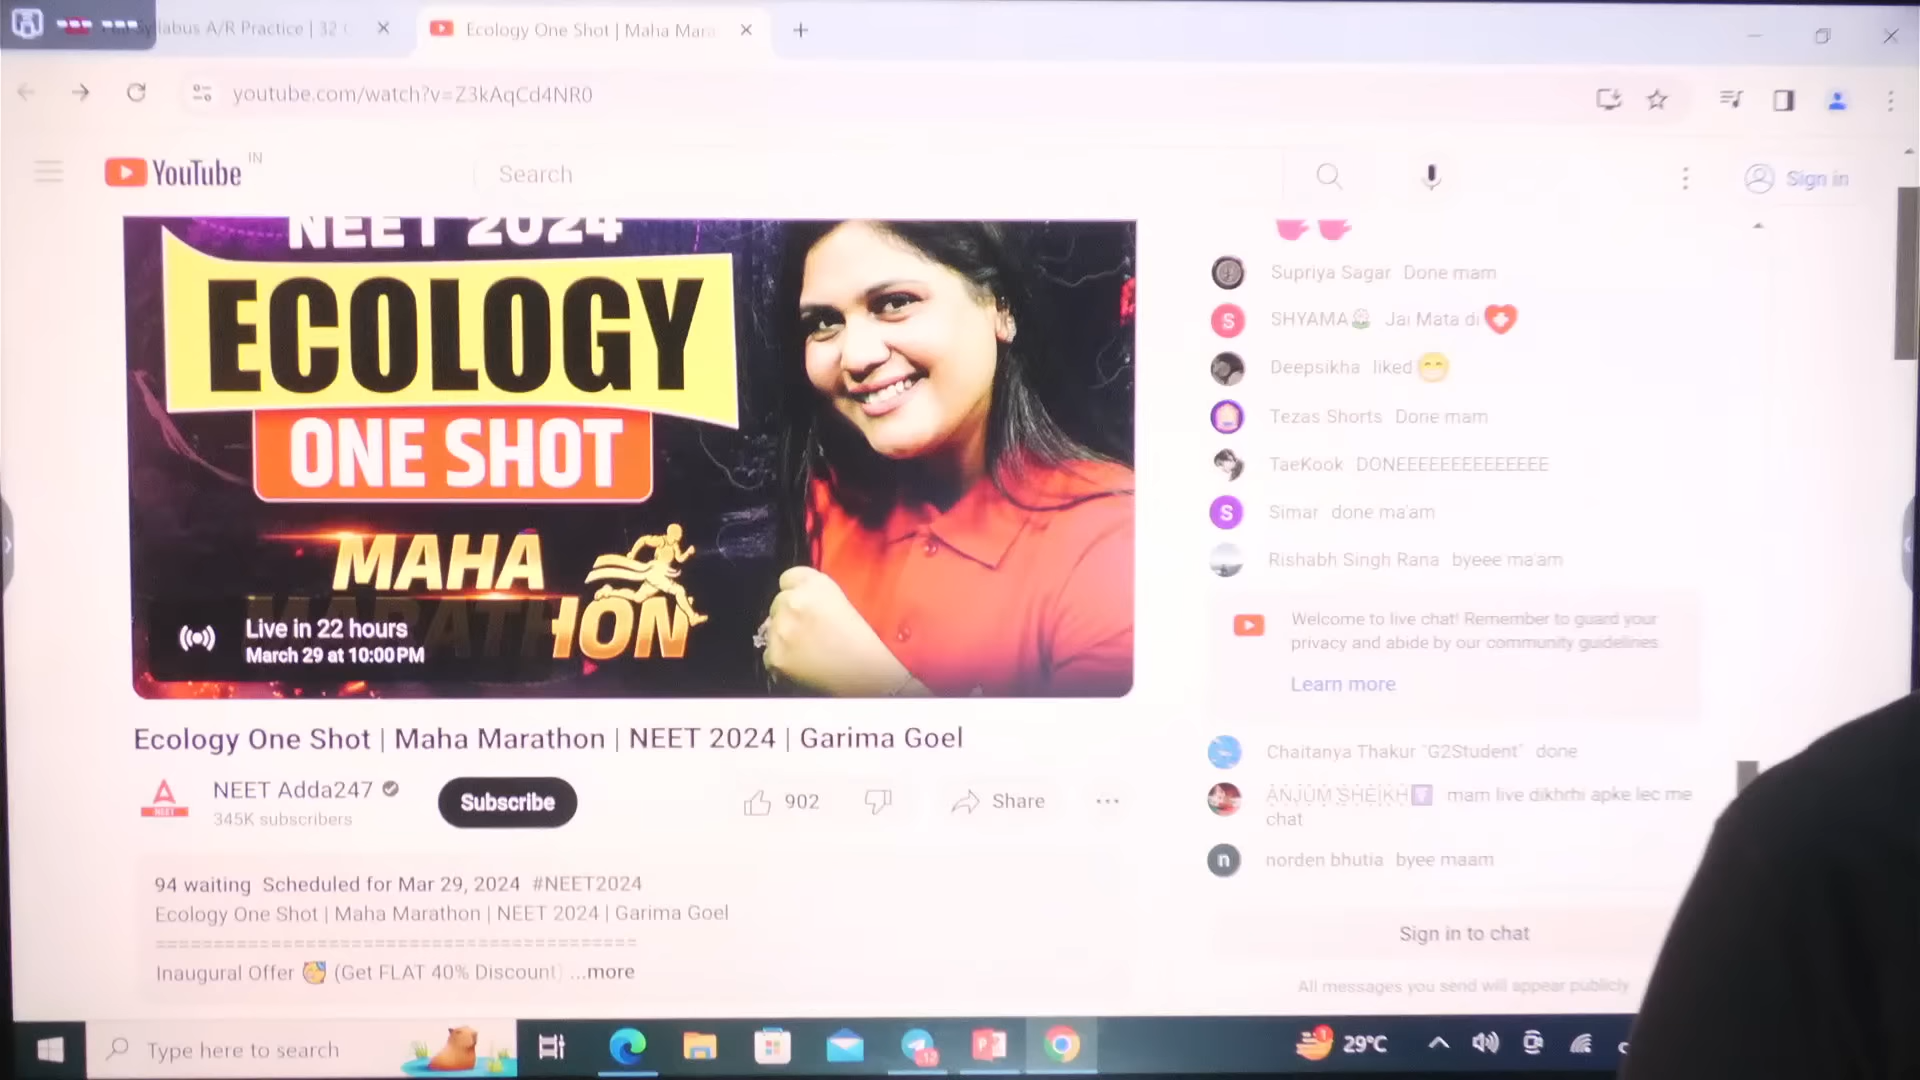 labus A/R Practice | 32
Ecology One Shot | Maha Mara
youtube.com/watch?v=Z3kAqCd4NR0
YouTube IN
Search
Sign in
NEET 2024
ECOLOGY
ONE SHOT
MAHA
MARATHON
Live in 22 hours
March 29 at 10:00 PM
Ecology One Shot | Maha Marathon | NEET 2024 | Garima Goel
NEET Adda247
345K subscribers
NEET
Subscribe
902
Share
94 waiting Scheduled for Mar 29, 2024 #NEET2024
Ecology One Shot | Maha Marathon | NEET 2024 | Garima Goel
=========================================
Inaugural Offer 🥳 (Get FLAT 40% Discount) ...more
Supriya Sagar Done mam
S SHYAMA Jai Mata di
Deepsikha liked 😁
Tezas Shorts Done mam
TaeKook DONEEEEEEEEEEEEEE
S Simar done ma'am
Rishabh Singh Rana byeee ma'am
Welcome to live chat! Remember to guard your
privacy and abide by our community guidelines.
Learn more
Chaitanya Thakur "G2Student" done
ANJUM SHEIKH mam live dikhrhi apke lec me
chat
n norden bhutia byee maam
Sign in to chat
All messages you send will appear publicly
Type here to search
12
1
29°C